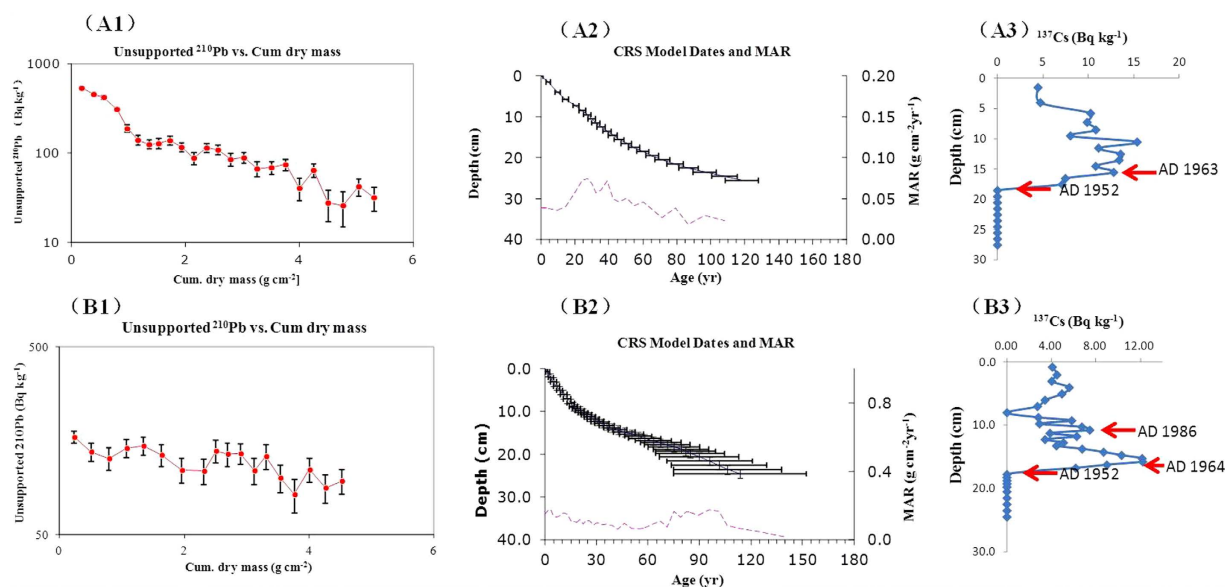 （A1）
Unsupported ²¹⁰Pb vs. Cum dry mass
Unsupported ²¹⁰Pb （Bq kg⁻¹）
1000
100
10
0
2
4
6
Cum. dry mass (g cm⁻²]
（A2）
CRS Model Dates and MAR
Depth (cm)
0
10
20
30
40
0.20
0.15
0.10
0.05
0.00
MAR (g cm⁻²yr⁻¹)
0 20 40 60 80 100 120 140 160 180
Age (yr)
（A3）
¹³⁷Cs (Bq kg⁻¹)
0 5 10 15 20
Depth (cm)
0
5
10
15
20
25
30
AD 1963
AD 1952
（B1）
Unsupported ²¹⁰Pb vs. Cum dry mass
Unsupported 210Pb (Bq kg⁻¹)
500
50
0
2
4
6
Cum. dry mass (g cm⁻²)
（B2）
CRS Model Dates and MAR
Depth (cm)
0.0
10.0
20.0
30.0
40.0
0.8
0.4
0.0
MAR (g cm⁻²yr⁻¹)
0 30 60 90 120 150 180
Age (yr)
（B3）
¹³⁷Cs (Bq kg⁻¹)
0.00 4.00 8.00 12.00
Depth (cm)
0.0
10.0
20.0
30.0
AD 1986
AD 1964
AD 1952